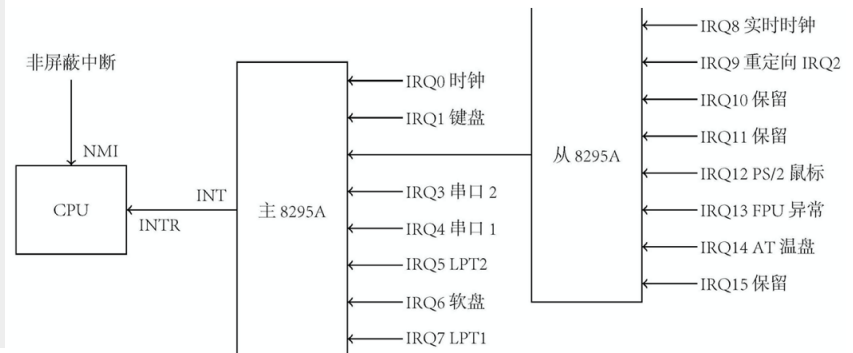 非屏蔽中断
NMI
CPU
INT
INTR
主 8295A
IRQ0 时钟
IRQ1 键盘
IRQ3 串口 2
IRQ4 串口 1
IRQ5 LPT2
IRQ6 软盘
IRQ7 LPT1
从 8295A
IRQ8 实时时钟
IRQ9 重定向 IRQ2
IRQ10 保留
IRQ11 保留
IRQ12 PS/2 鼠标
IRQ13 FPU 异常
IRQ14 AT 温盘
IRQ15 保留